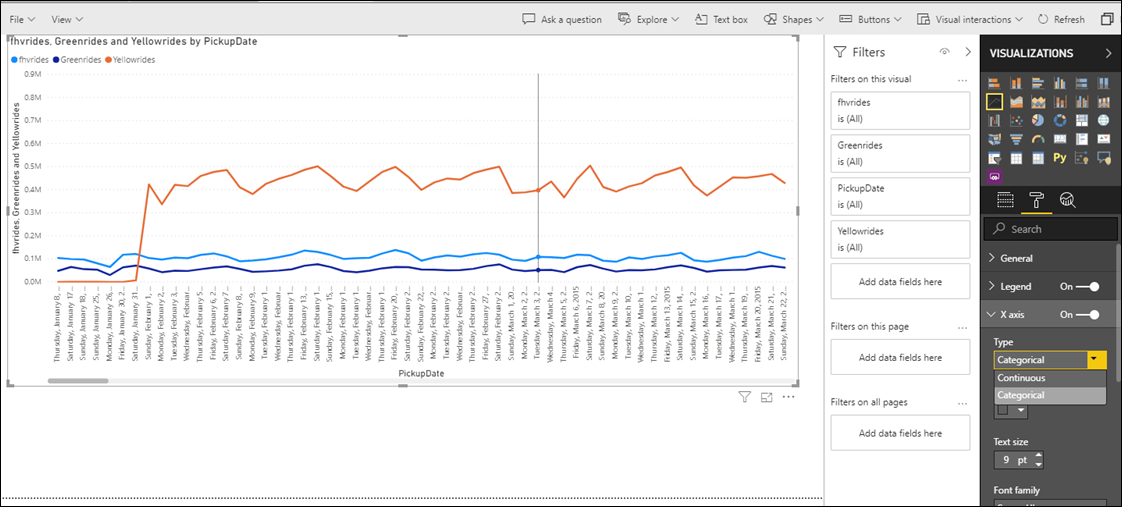 File View Ask a question Explore Text box Shapes Buttons Visual interactions Refresh
fhvrides, Greenrides and Yellowrides by PickupDate
fhvrides Greenrides Yellowrides
0.9M
0.8M
0.7M
0.6M
0.5M
0.4M
0.3M
0.2M
0.1M
0.0M
fhvrides, Greenrides and Yellowrides
Thursday, January 8,...
Saturday, January 17...
Sunday, January 18,...
Sunday, January 25,...
Monday, January 26,...
Friday, January 30, 2...
Saturday, January 31...
Sunday, February 1,...
Monday, February 2,...
Tuesday, February 3,...
Wednesday, Februar...
Thursday, February 5...
Friday, February 6, 2...
Saturday, February 7...
Sunday, February 8,...
Monday, February 9,...
Tuesday, February 1...
Wednesday, Februar...
Thursday, February 1...
Friday, February 13,...
Saturday, February 1...
Sunday, February 15,...
Monday, February 1...
Tuesday, February 1...
Wednesday, Februar...
Thursday, February 1...
Friday, February 20,...
Saturday, February 2...
Sunday, February 22,...
Monday, February 2...
Tuesday, February 2...
Wednesday, Februar...
Thursday, February 2...
Friday, February 27,...
Saturday, February 2...
Sunday, March 1, 20...
Monday, March 2, 2...
Tuesday, March 3, 2...
Wednesday, March 4...
Thursday, March 5, 2...
Friday, March 6, 2015
Saturday, March 7, 2...
Sunday, March 8, 20...
Monday, March 9, 2...
Tuesday, March 10,...
Wednesday, March 1...
Thursday, March 12,...
Friday, March 13, 2015
Saturday, March 14,...
Sunday, March 15, 2...
Monday, March 16,...
Tuesday, March 17,...
Wednesday, March 1...
Thursday, March 19,...
Friday, March 20, 2015
Saturday, March 21,...
Sunday, March 22, 2...
PickupDate
Filters
Filters on this visual
fhvrides
is (All)
Greenrides
is (All)
PickupDate
is (All)
Yellowrides
is (All)
Add data fields here
Filters on this page
Add data fields here
Filters on all pages
Add data fields here
VISUALIZATIONS
Py
Search
General
Legend On
X axis On
Type
Categorical
Continuous
Categorical
Text size
9 pt
Font family